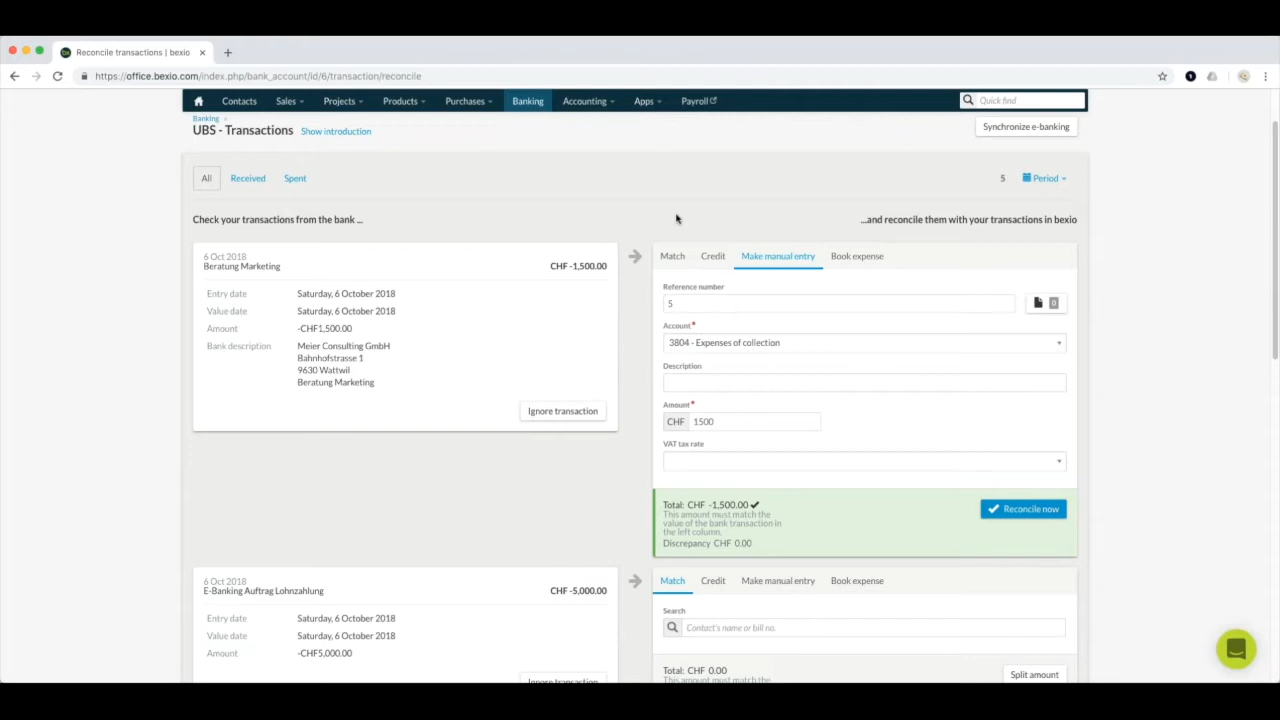 Reconcile transactions | bexio
https://office.bexio.com/index.php/bank_account/id/6/transaction/reconcile
Contacts Sales Projects Products Purchases Banking Accounting Apps Payroll Quick find
Banking
UBS - Transactions Show introduction Synchronize e-banking
All Received Spent 5 Period
Check your transactions from the bank ... ...and reconcile them with your transactions in bexio
6 Oct 2018
Beratung Marketing CHF -1,500.00
Entry date Saturday, 6 October 2018
Value date Saturday, 6 October 2018
Amount -CHF1,500.00
Bank description Meier Consulting GmbH
Bahnhofstrasse 1
9630 Wattwil
Beratung Marketing
Ignore transaction
Match Credit Make manual entry Book expense
Reference number
5 0
Account*
3804 - Expenses of collection
Description
Amount*
CHF 1500
VAT tax rate
Total: CHF -1,500.00
This amount must match the
value of the bank transaction in
the left column.
Discrepancy CHF 0.00
Reconcile now
6 Oct 2018
E-Banking Auftrag Lohnzahlung CHF -5,000.00
Entry date Saturday, 6 October 2018
Value date Saturday, 6 October 2018
Amount -CHF5,000.00
Ignore transaction
Match Credit Make manual entry Book expense
Search
Contact's name or bill no.
Total: CHF 0.00
This amount must match the
Split amount